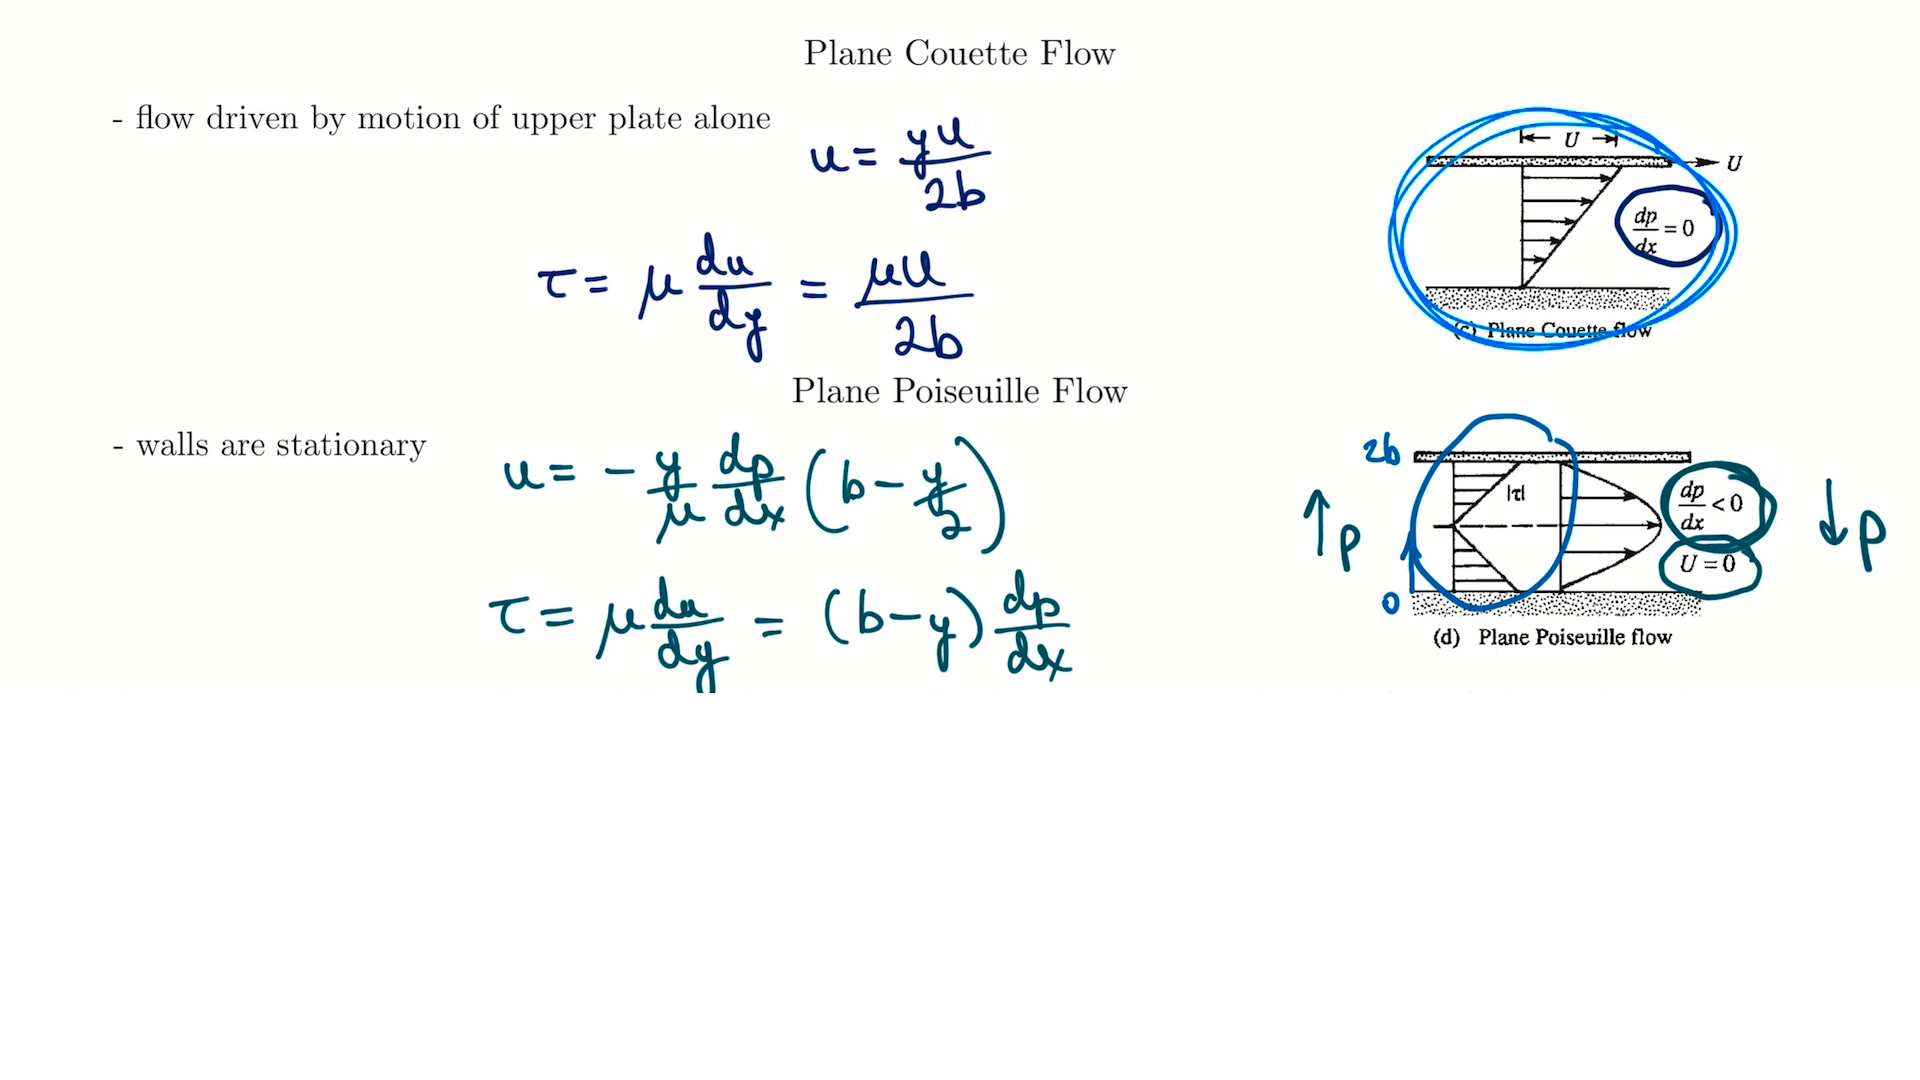 Plane Couette Flow
- flow driven by motion of upper plate alone
u = yU/2b
τ = μ du/dy = μU/2b
U
U
dp/dx = 0
(c) Plane Couette flow
Plane Poiseuille Flow
- walls are stationary
u = - y/μ dp/dx (b - y/2)
τ = μ du/dy = (b - y) dp/dx
2b
|τ|
dp/dx < 0
↑p
↓p
U = 0
0
(d) Plane Poiseuille flow